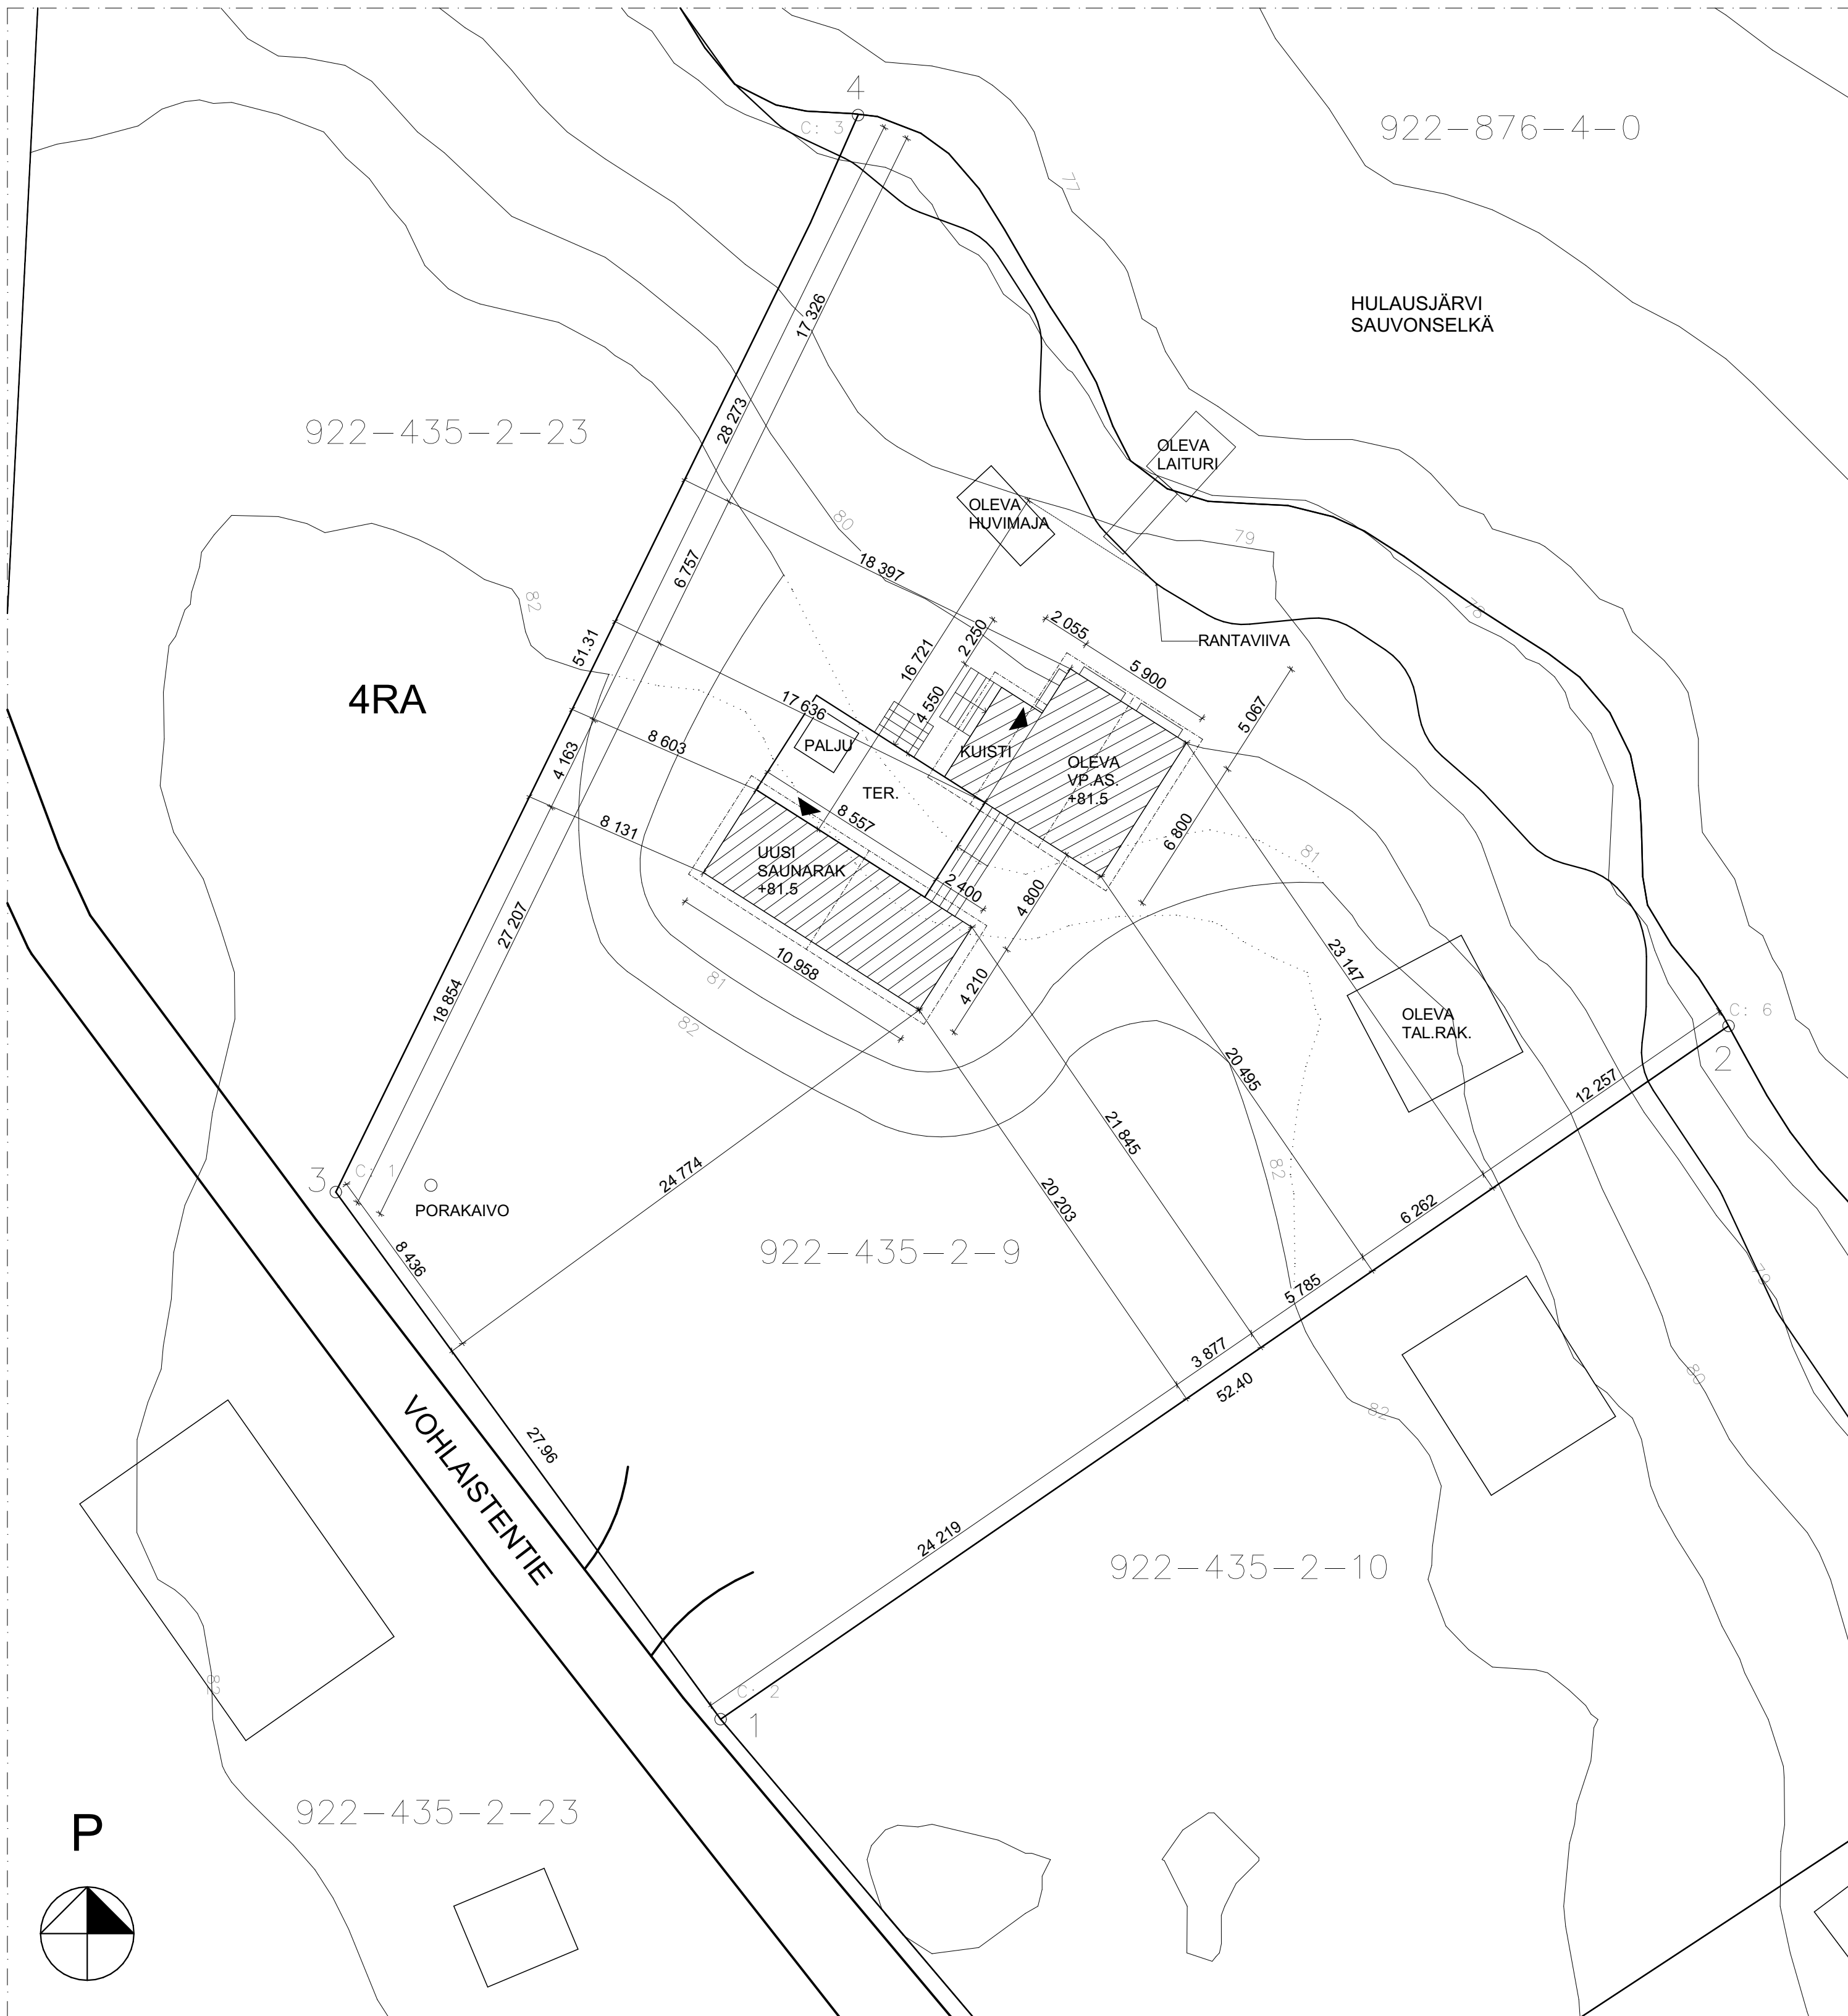 4
C: 3
922-876-4-0
77
HULAUSJÄRVI
SAUVONSELKÄ
17 326
28 273
922-435-2-23
OLEVA
LAITURI
OLEVA
HUVIMAJA
80
79
18 397
6 757
82
78
2 055
2 250
RANTAVIIVA
51.31
16 721
5 900
4RA
4 550
17 636
5 067
PALJU
KUISTI
8 603
4 163
OLEVA
VP.AS.
+81.5
TER.
8 557
8 131
6 800
UUSI
SAUNARAK
+81.5
81
2 400
4 800
27 207
23 147
10 958
81
4 210
18 854
82
OLEVA
TAL.RAK.
C: 6
2
20 495
12 257
21 845
3
C: 1
24 774
82
PORAKAIVO
20 203
6 262
8 436
922-435-2-9
5 785
79
3 877
80
52.40
82
VOHLAISTENTIE
27.96
24 219
922-435-2-10
82
C: 2
1
922-435-2-23
P